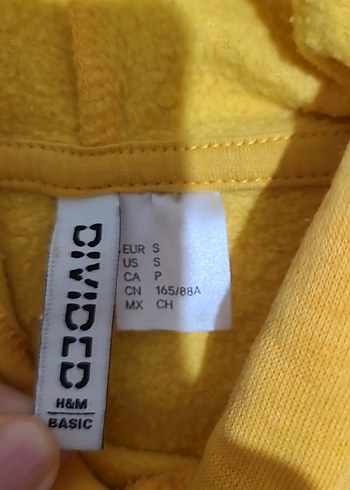 DIVIDED
H&M
BASIC
EUR S
US S
CA P
CN 165/88A
MX CH